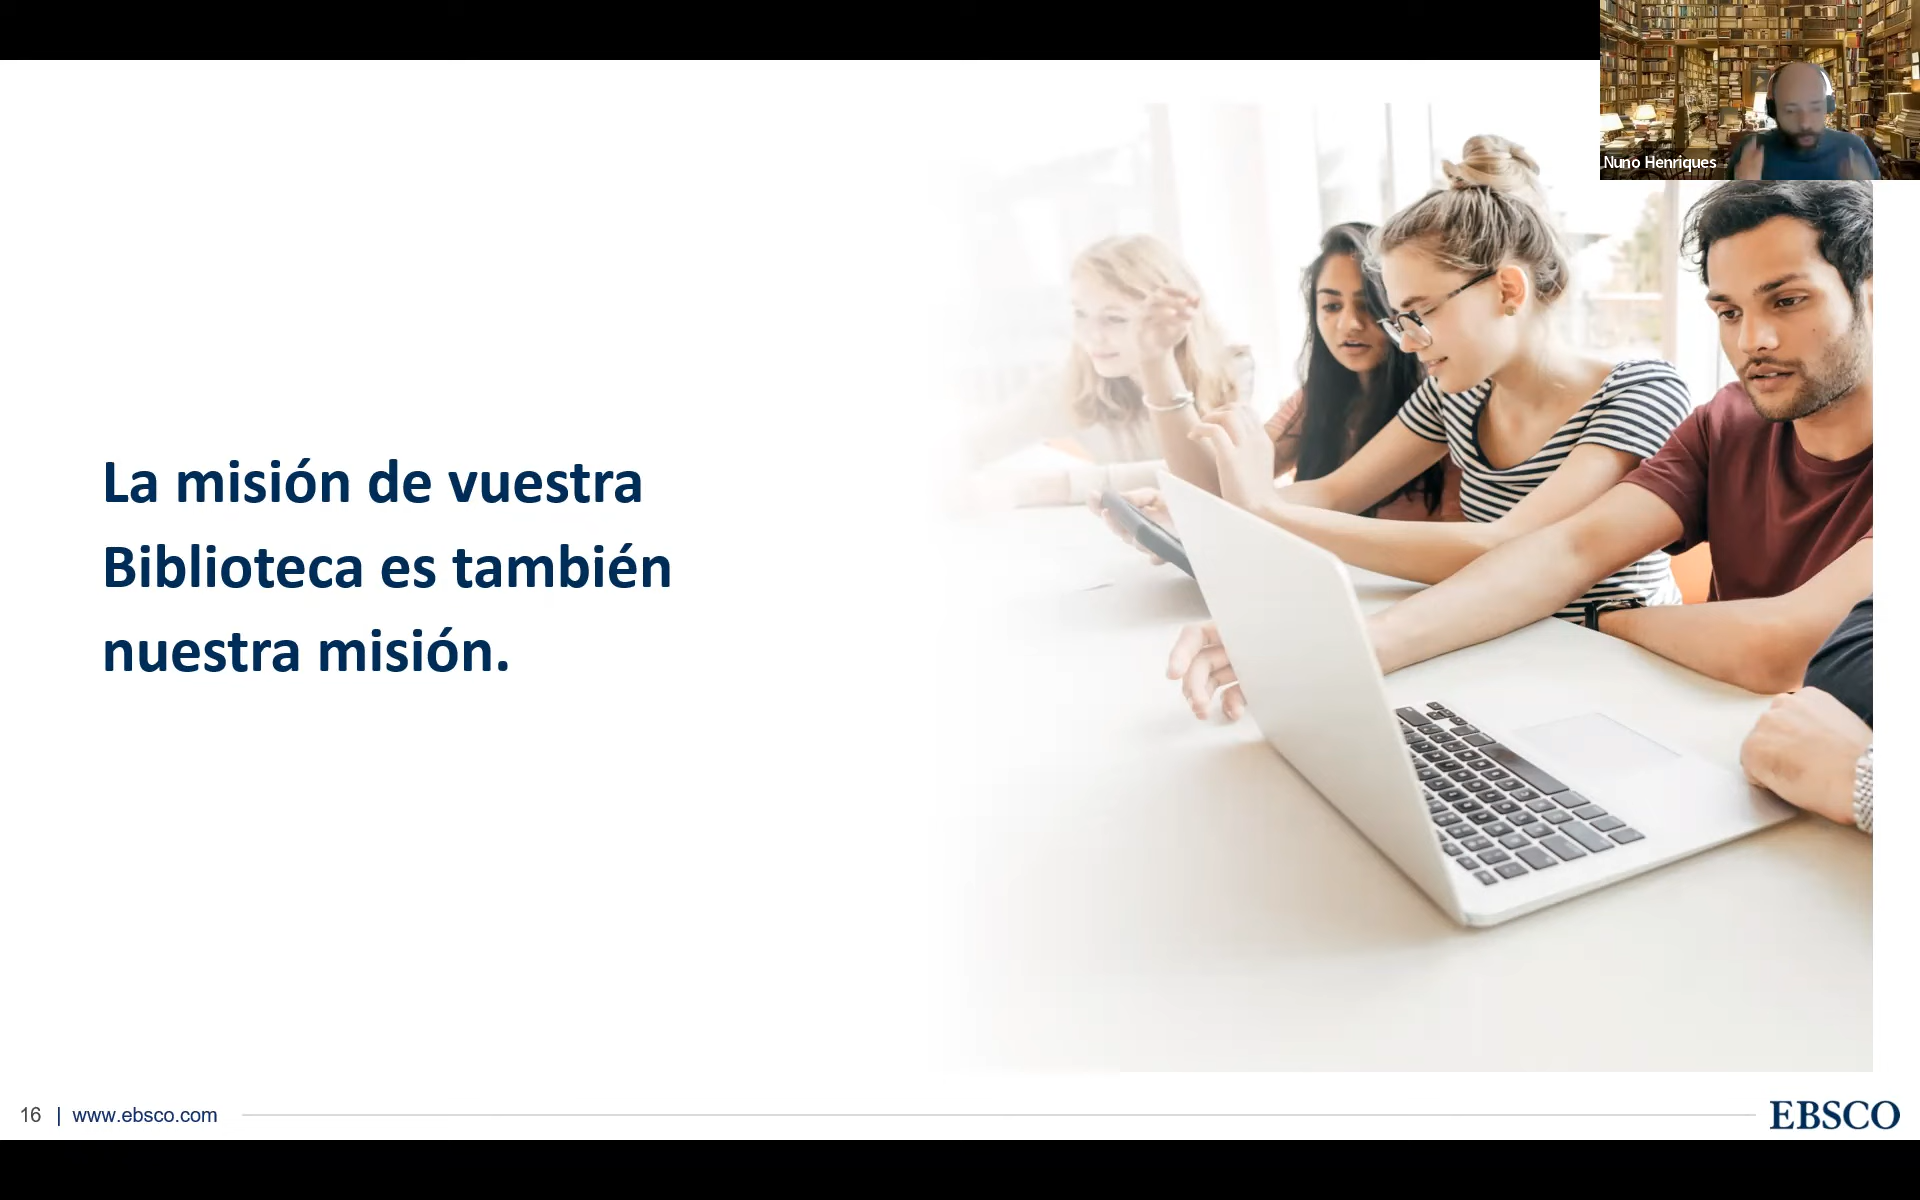 Nuno Henriques
La misión de vuestra
Biblioteca es también
nuestra misión.
16 | www.ebsco.com
EBSCO